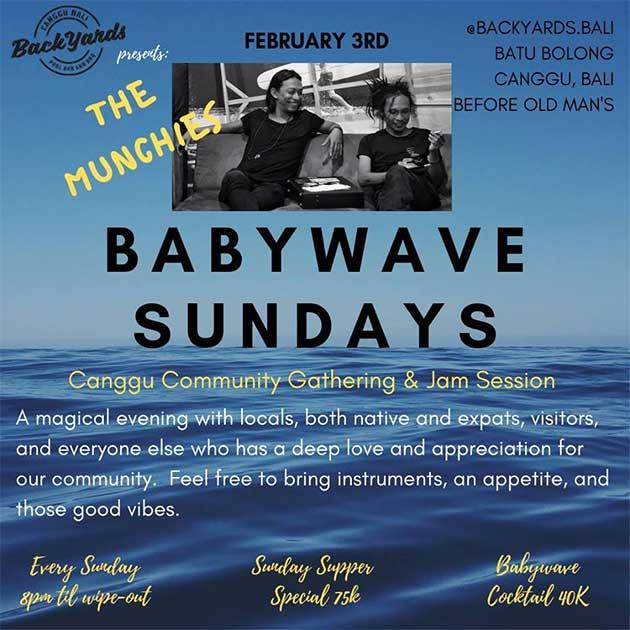 CANGGU BALI
BackYards
POOL BAR AND BBQ
presents:
THE
MUNCHIES
FEBRUARY 3RD
@BACKYARDS.BALI
BATU BOLONG
CANGGU, BALI
BEFORE OLD MAN'S
BABYWAVE
SUNDAYS
Canggu Community Gathering & Jam Session
A magical evening with locals, both native and expats, visitors,
and everyone else who has a deep love and appreciation for
our community. Feel free to bring instruments, an appetite, and
those good vibes.
Every Sunday
8pm til wipe-out
Sunday Supper
Special 75k
Babywave
Cocktail 40K